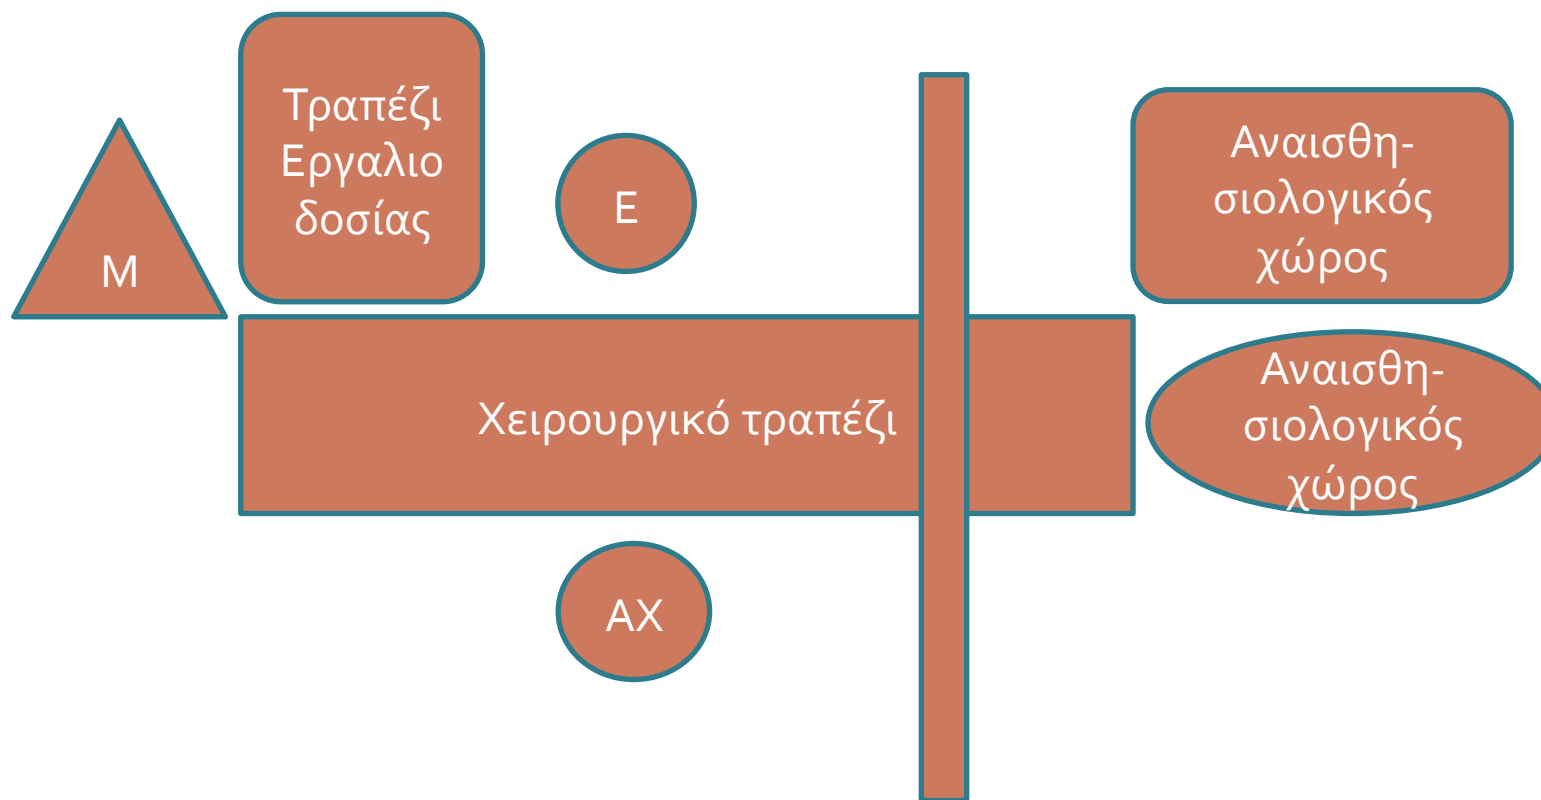 Τραπέζι
Εργαλιο
δοσίας
Μ
Ε
Αναισθη-
σιολογικός
χώρος
Χειρουργικό τραπέζι
Αναισθη-
σιολογικός
χώρος
ΑΧ